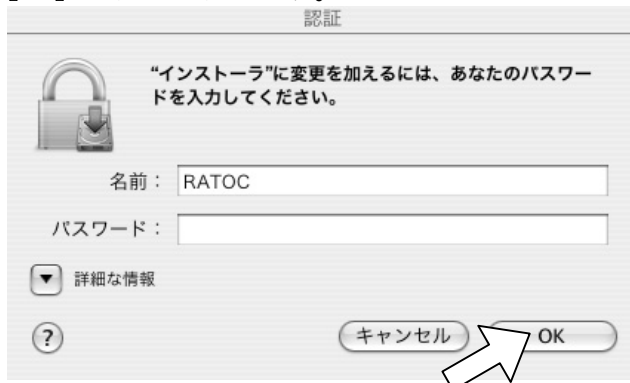 認証
“インストーラ”に変更を加えるには、あなたのパスワー
ドを入力してください。
名前： RATOC
パスワード：
詳細な情報
?
キャンセル OK